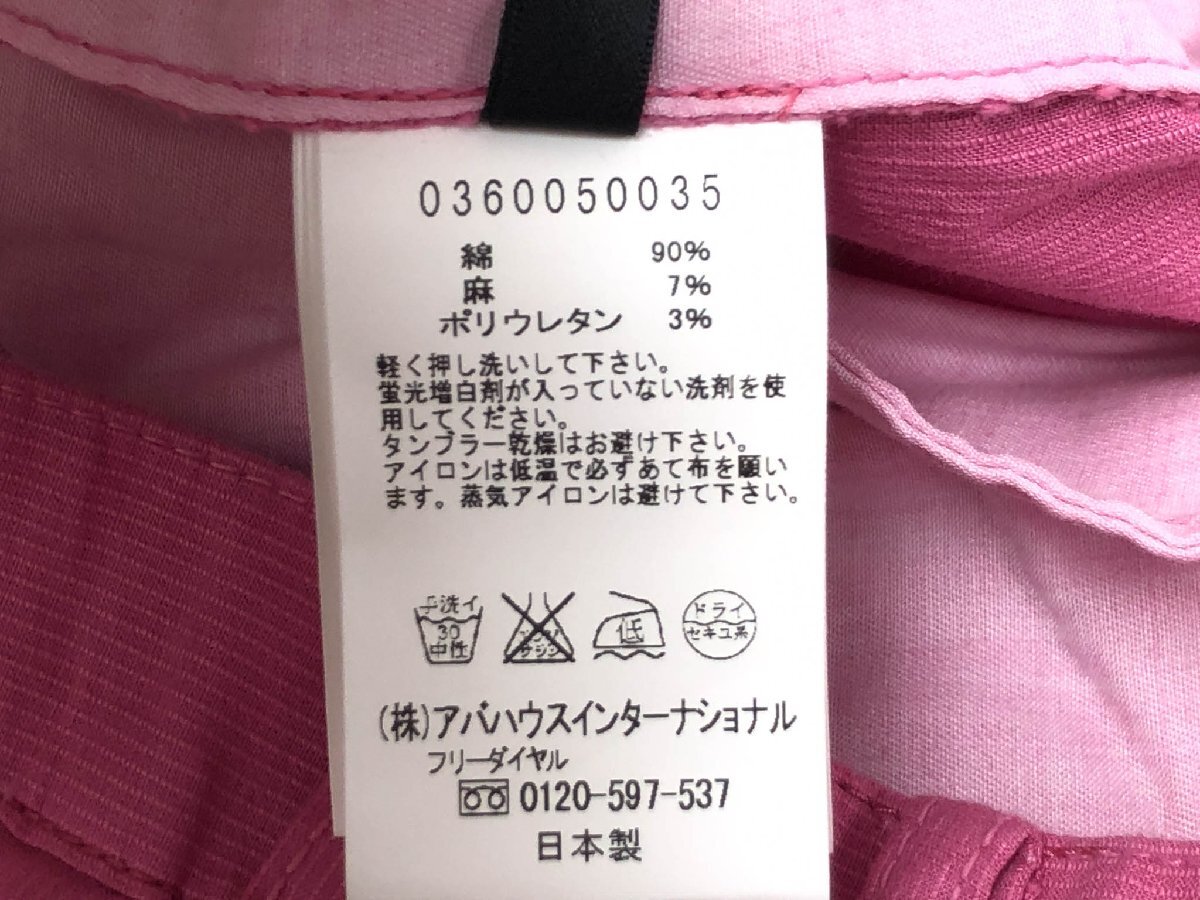 0360050035
綿 90%
麻 7%
ポリウレタン 3%
軽く押し洗いして下さい。
蛍光増白剤が入っていない洗剤を使
用してください。
タンブラー乾燥はお避け下さい。
アイロンは低温で必ずあて布を願い
ます。蒸気アイロンは避けて下さい。
手洗イ 30 中性 エンソ サラシ 低 ドライ セキユ系
(株)アバハウスインターナショナル
フリーダイヤル
0120-597-537
日本製